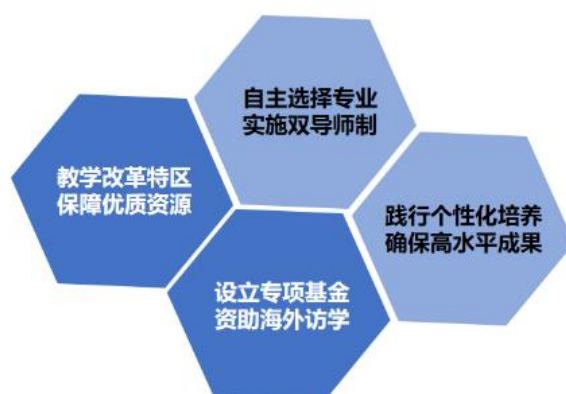 自主选择专业
实施双导师制
教学改革特区
保障优质资源
践行个性化培养
确保高水平成果
设立专项基金
资助海外访学